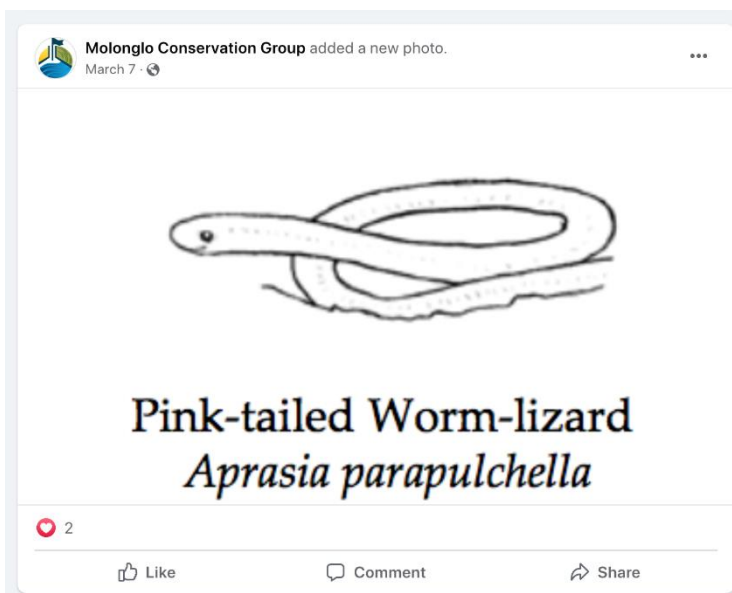 Molonglo Conservation Group added a new photo.
March 7 ·
Pink-tailed Worm-lizard
Aprasia parapulchella
2
Like Comment Share